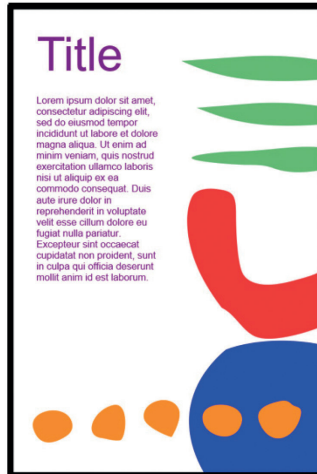 Title
Lorem ipsum dolor sit amet,
consectetur adipiscing elit,
sed do eiusmod tempor
incididunt ut labore et dolore
magna aliqua. Ut enim ad
minim veniam, quis nostrud
exercitation ullamco laboris
nisi ut aliquip ex ea
commodo consequat. Duis
aute irure dolor in
reprehenderit in voluptate
velit esse cillum dolore eu
fugiat nulla pariatur.
Excepteur sint occaecat
cupidatat non proident, sunt
in culpa qui officia deserunt
mollit anim id est laborum.